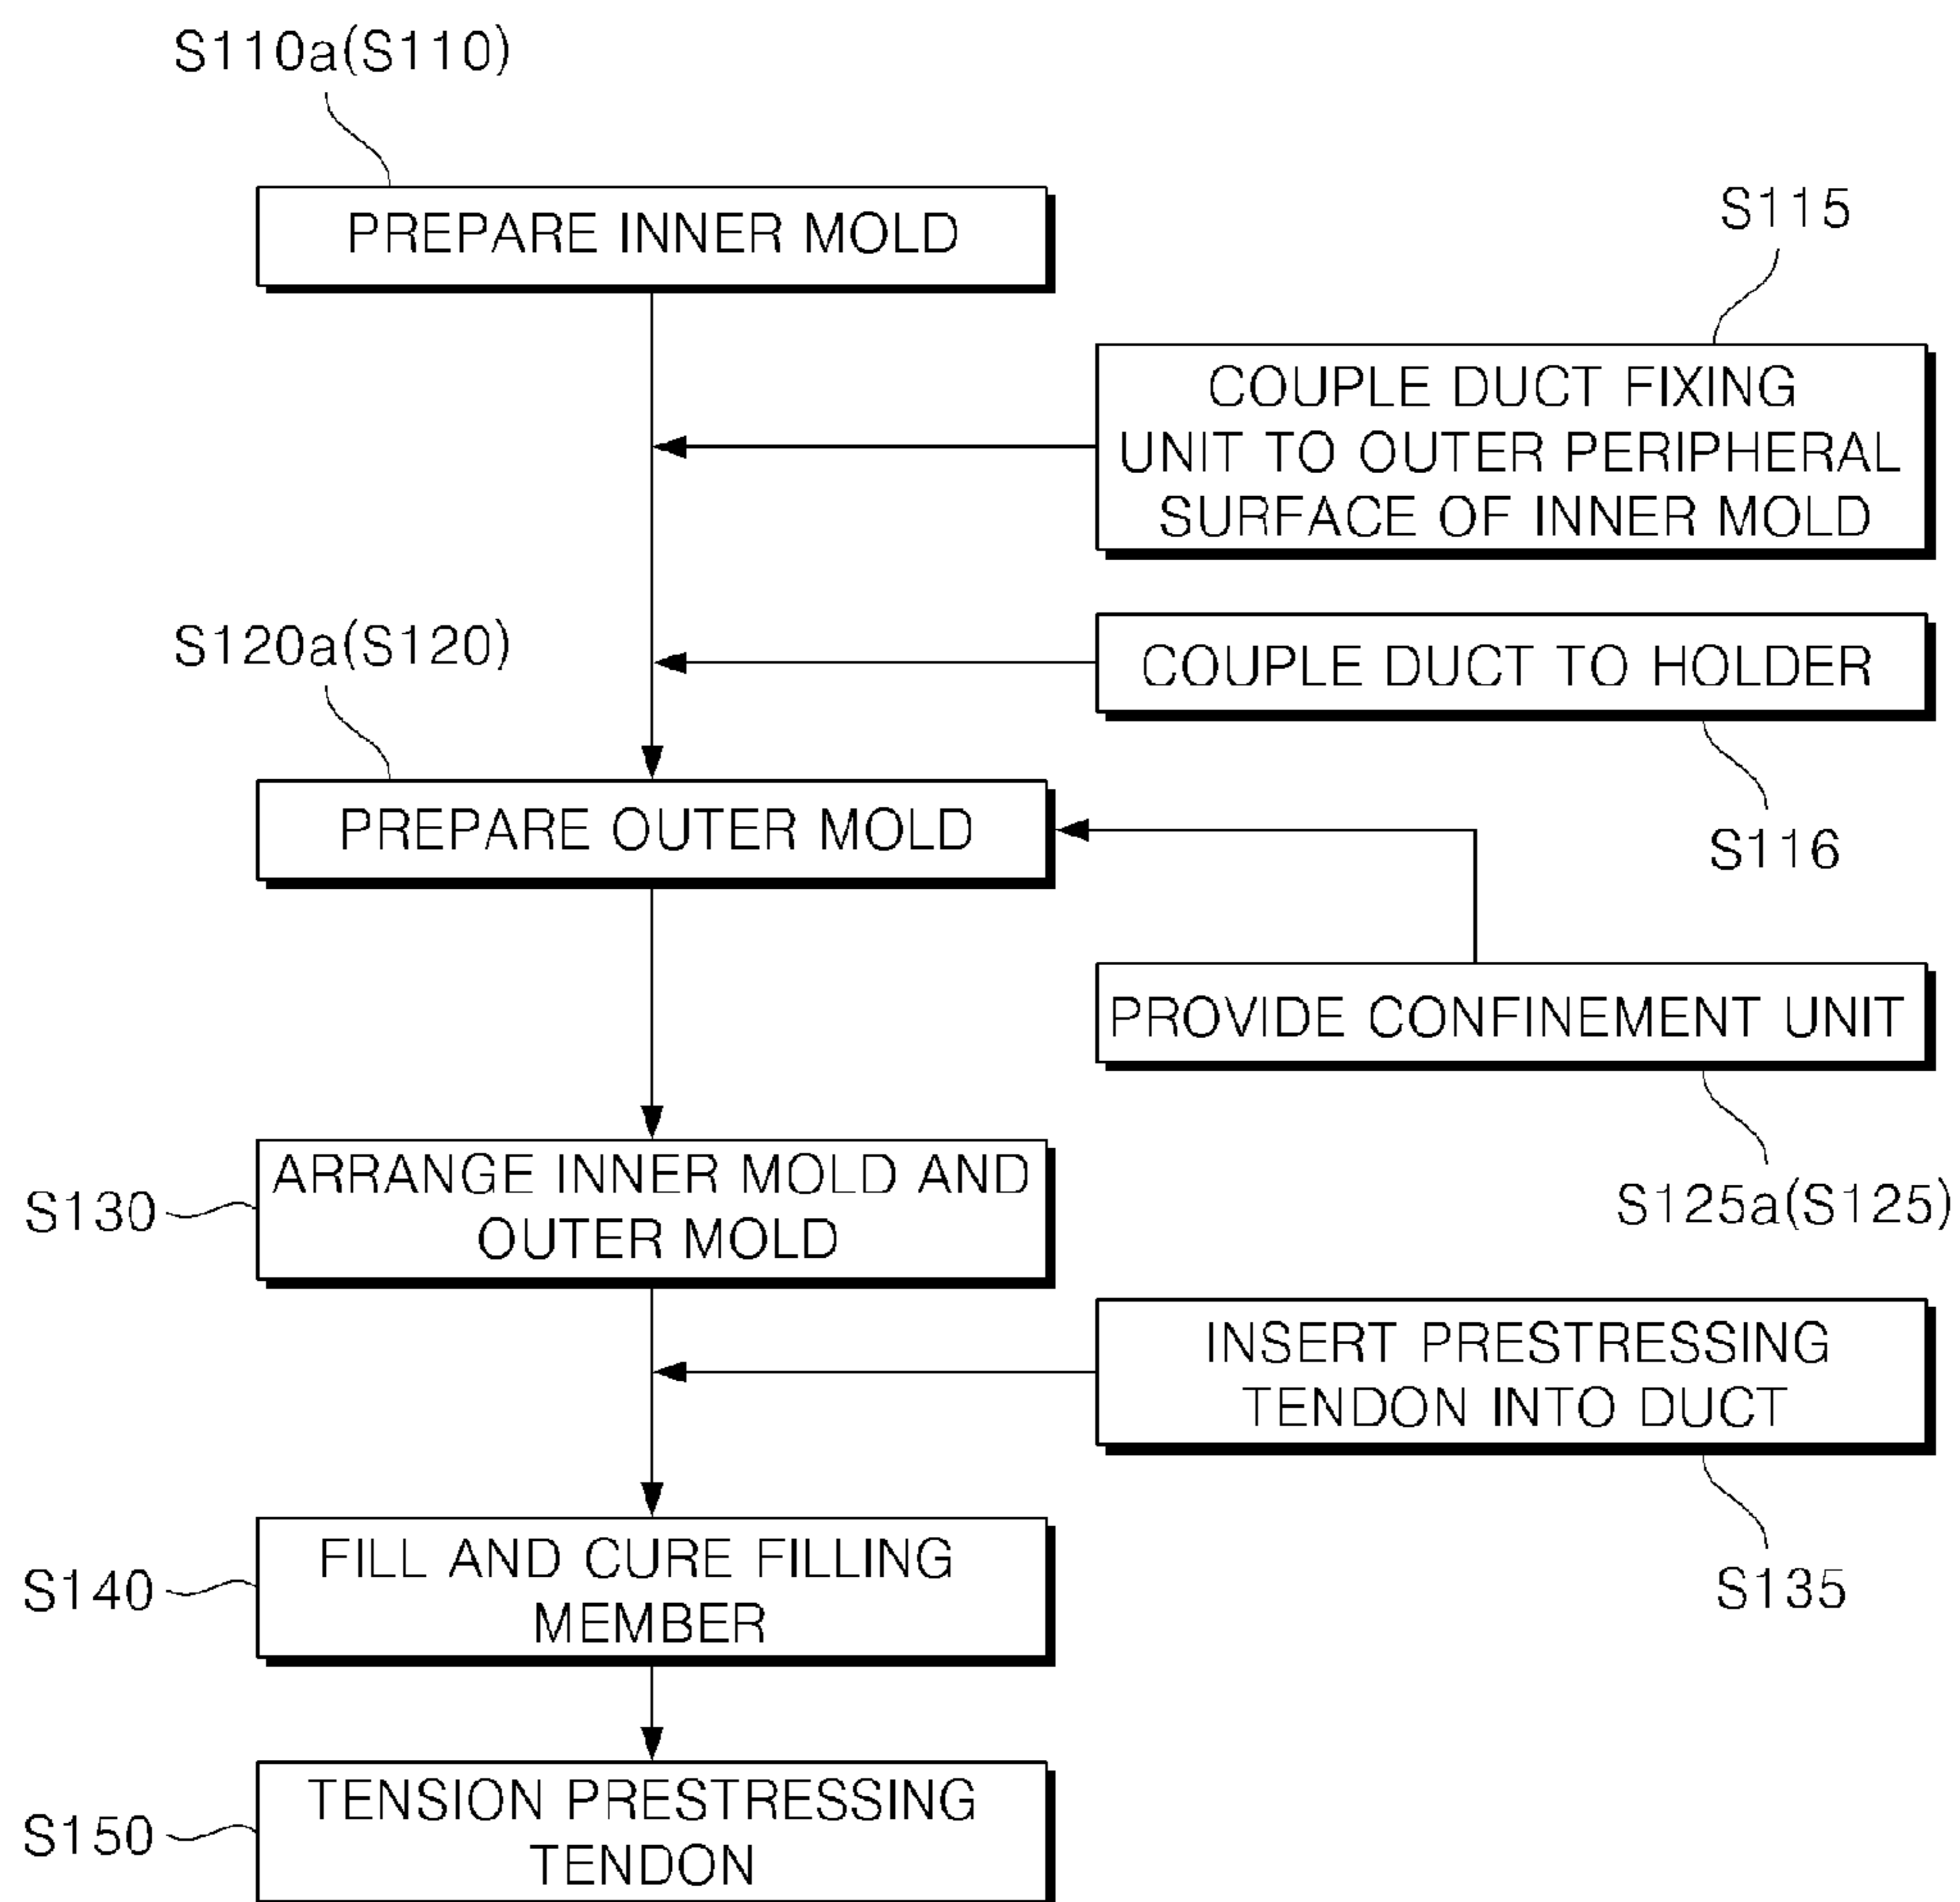 S110a(S110)
PREPARE INNER MOLD
S115
COUPLE DUCT FIXING
UNIT TO OUTER PERIPHERAL
SURFACE OF INNER MOLD
S120a(S120)
COUPLE DUCT TO HOLDER
S116
PREPARE OUTER MOLD
PROVIDE CONFINEMENT UNIT
S125a(S125)
S130
ARRANGE INNER MOLD AND
OUTER MOLD
INSERT PRESTRESSING
TENDON INTO DUCT
S135
S140
FILL AND CURE FILLING
MEMBER
S150
TENSION PRESTRESSING
TENDON